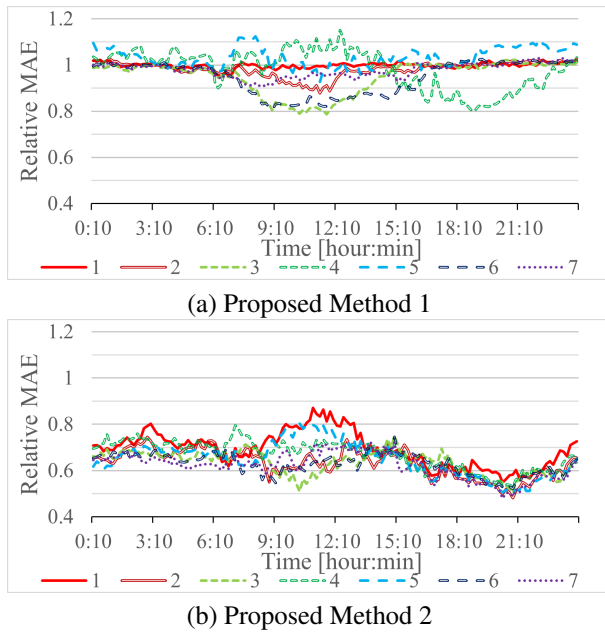 1.2
1
0.8
0.6
0.4
Relative MAE
0:10 3:10 6:10 9:10 12:10 15:10 18:10 21:10
Time [hour:min]
1 2 3 4 5 6 7
(a) Proposed Method 1
1.2
1
0.8
0.6
0.4
Relative MAE
0:10 3:10 6:10 9:10 12:10 15:10 18:10 21:10
Time [hour:min]
1 2 3 4 5 6 7
(b) Proposed Method 2